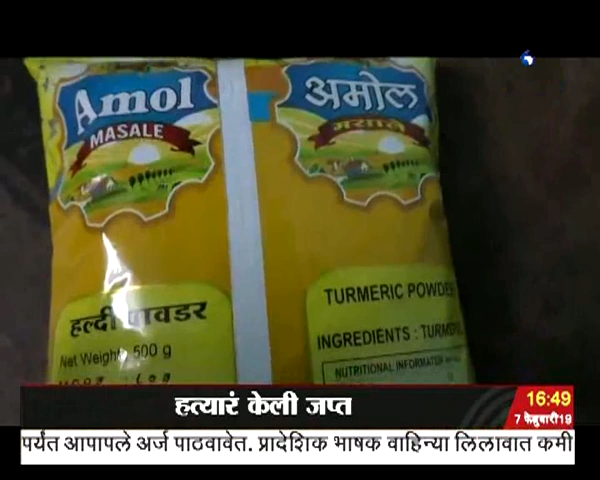 Amol
MASALE
अमोल
मसाले
हल्दी पावडर
Net Weight 500 g
TURMERIC POWDER
INGREDIENTS : TURMERIC
NUTRITIONAL INFORMATION
हत्यारं केली जप्त
16:49
7 फेब्रुवारी 19
पर्यंत आपापले अर्ज पाठवावेत. प्रादेशिक भाषक वाहिन्या लिलावात कमी